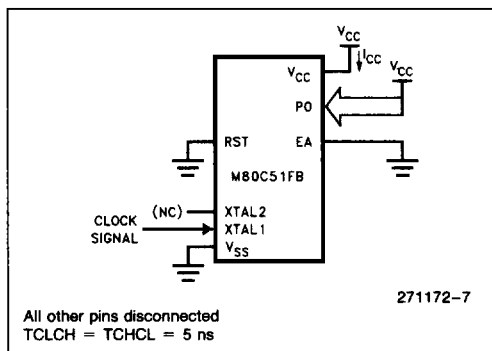 VCC
ICC
VCC
VCC
P0
RST
EA
M80C51FB
(NC)
XTAL2
CLOCK
SIGNAL
XTAL1
VSS
271172-7
All other pins disconnected
TCLCH = TCHCL = 5 ns